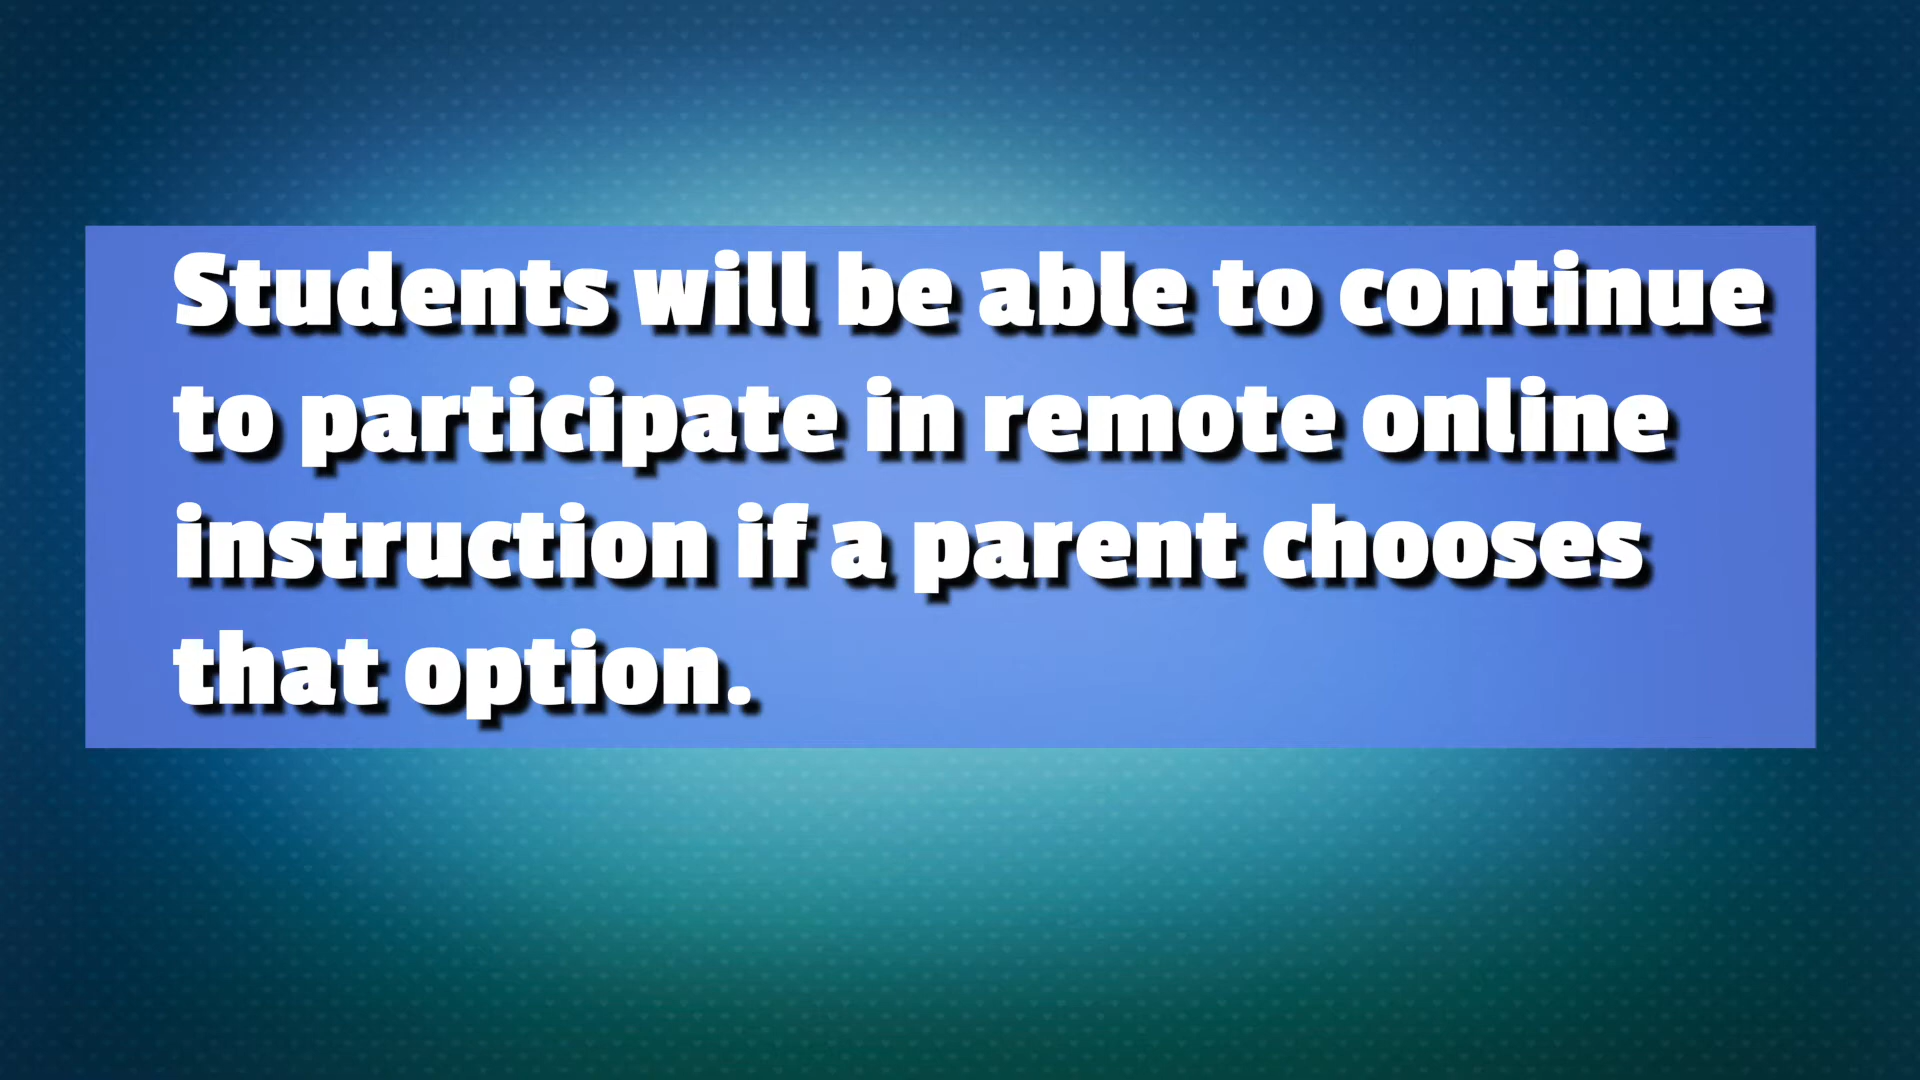 Students will be able to continue
to participate in remote online
instruction if a parent chooses
that option.